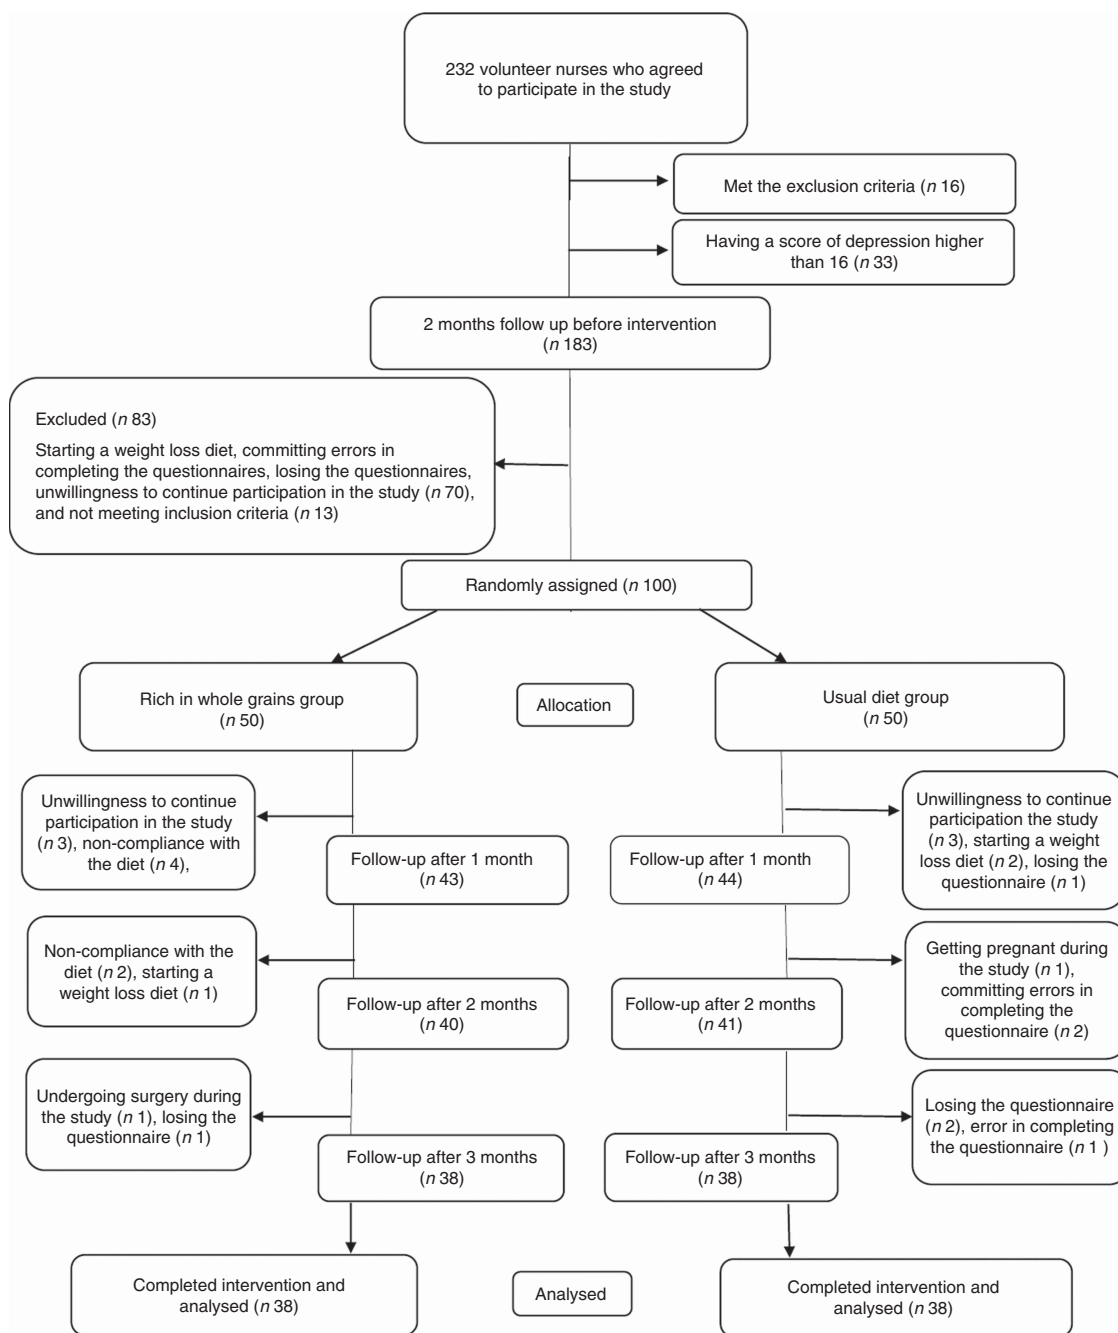 232 volunteer nurses who agreed
to participate in the study
Met the exclusion criteria (n 16)
Having a score of depression higher
than 16 (n 33)
2 months follow up before intervention
(n 183)
Excluded (n 83)
Starting a weight loss diet, committing errors in
completing the questionnaires, losing the questionnaires,
unwillingness to continue participation in the study (n 70),
and not meeting inclusion criteria (n 13)
Randomly assigned (n 100)
Rich in whole grains group
(n 50)
Allocation
Usual diet group
(n 50)
Unwillingness to continue
participation in the study
(n 3), non-compliance with
the diet (n 4),
Unwillingness to continue
participation the study
(n 3), starting a weight
loss diet (n 2), losing the
questionnaire (n 1)
Follow-up after 1 month
(n 43)
Follow-up after 1 month
(n 44)
Non-compliance with the
diet (n 2), starting a
weight loss diet (n 1)
Getting pregnant during
the study (n 1),
committing errors in
completing the
questionnaire (n 2)
Follow-up after 2 months
(n 40)
Follow-up after 2 months
(n 41)
Undergoing surgery during
the study (n 1), losing the
questionnaire (n 1)
Losing the questionnaire
(n 2), error in completing
the questionnaire (n 1 )
Follow-up after 3 months
(n 38)
Follow-up after 3 months
(n 38)
Completed intervention and
analysed (n 38)
Analysed
Completed intervention and
analysed (n 38)